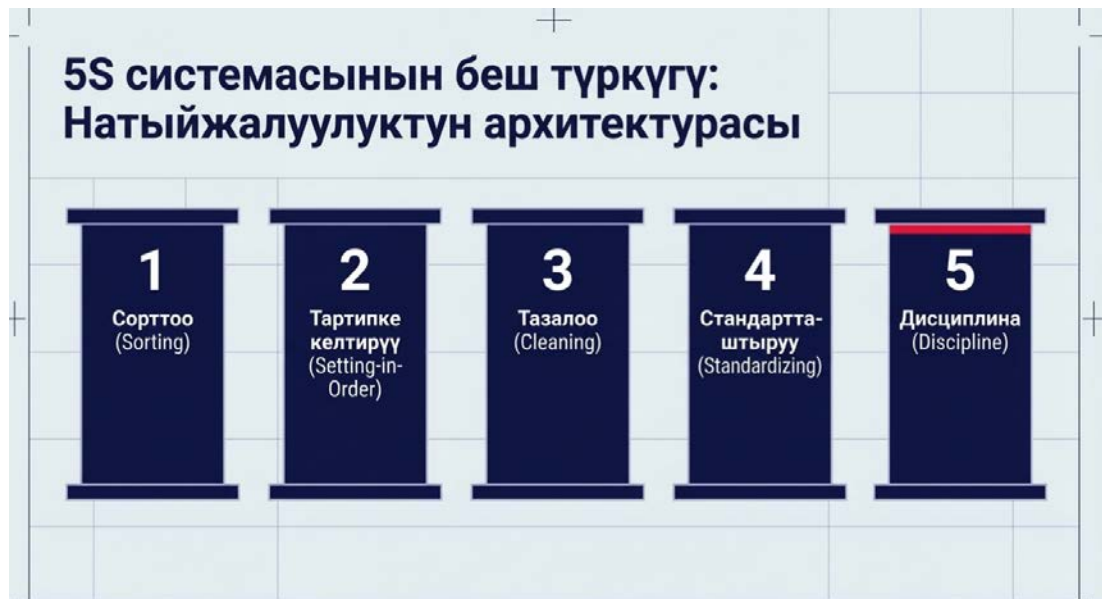 5S системасынын беш түркүгү:
Натыйжалуулуктун архитектурасы
1
Сорттоо
(Sorting)
2
Тартипке
келтирүү
(Setting-in-
Order)
3
Тазалоо
(Cleaning)
4
Стандартта-
штыруу
(Standardizing)
5
Дисциплина
(Discipline)